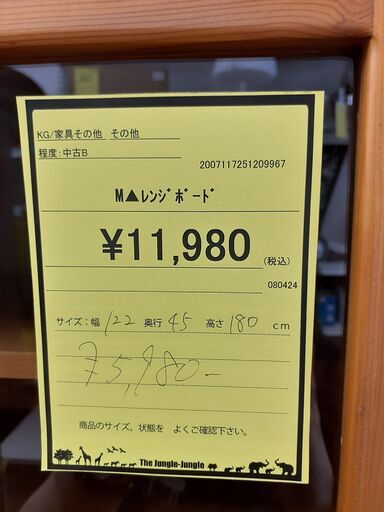 KG/家具その他 その他
程度:中古B
2007117251209967
M▲レンジボード
¥11,980 (税込)
080424
サイズ:幅 122 奥行 45 高さ 180 cm
75,980-
商品のサイズ、状態を よくご確認下さい。
The Jungle-Jungle